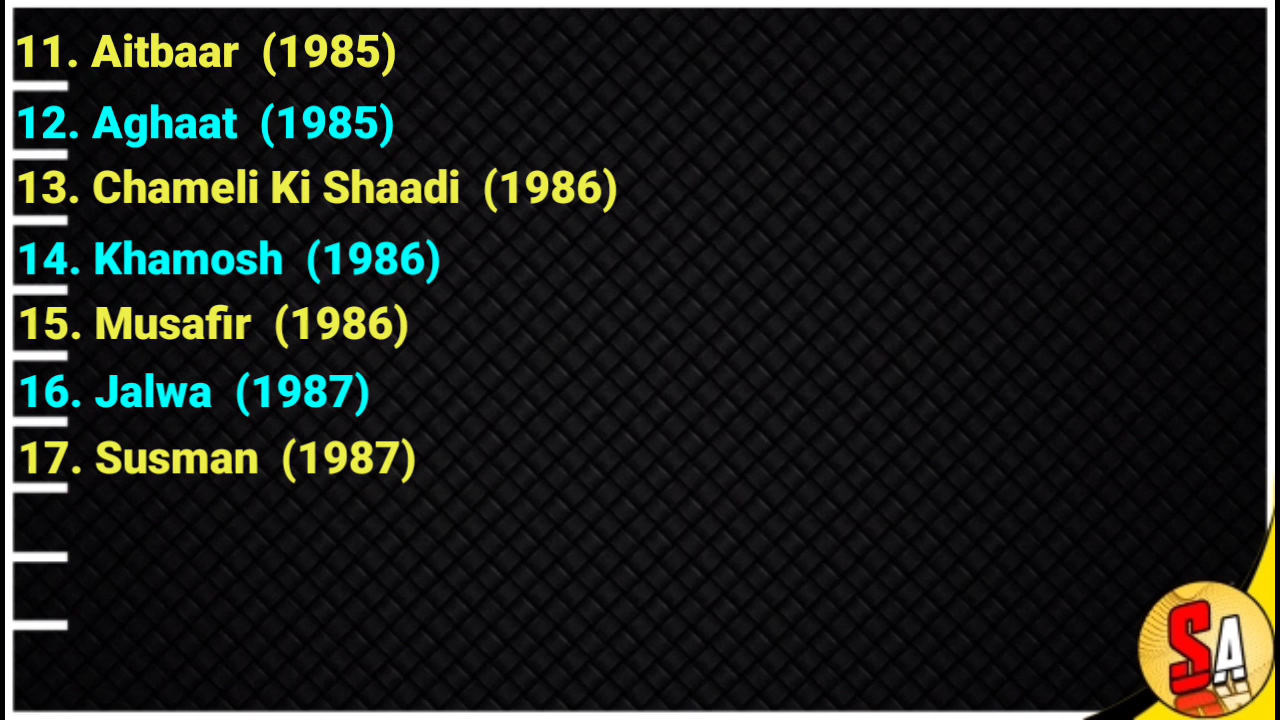 11. Aitbaar (1985)
12. Aghaat (1985)
13. Chameli Ki Shaadi (1986)
14. Khamosh (1986)
15. Musafir (1986)
16. Jalwa (1987)
17. Susman (1987)
SA